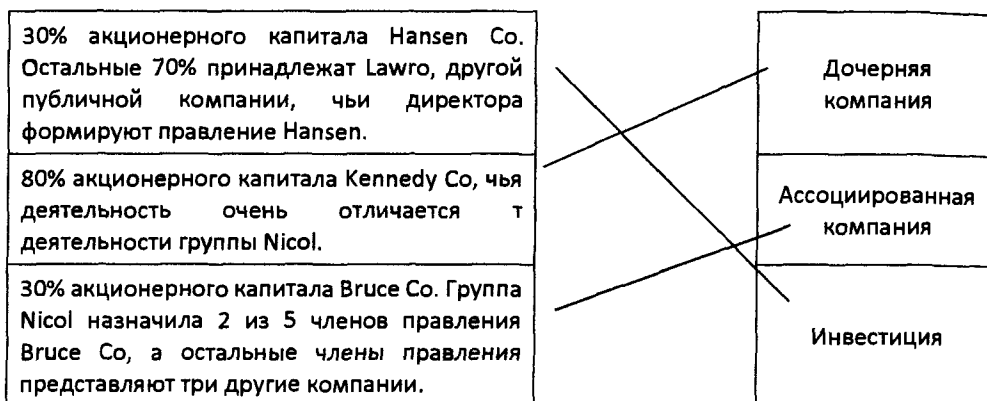 30% акционерного капитала Hansen Co.
Остальные 70% принадлежат Lawro, другой
публичной компании, чьи директора
формируют правление Hansen.
80% акционерного капитала Kennedy Co, чья
деятельность очень отличается т
деятельности группы Nicol.
30% акционерного капитала Bruce Co. Группа
Nicol назначила 2 из 5 членов правления
Bruce Co, а остальные члены правления
представляют три другие компании.
Дочерняя
компания
Ассоциированная
компания
Инвестиция